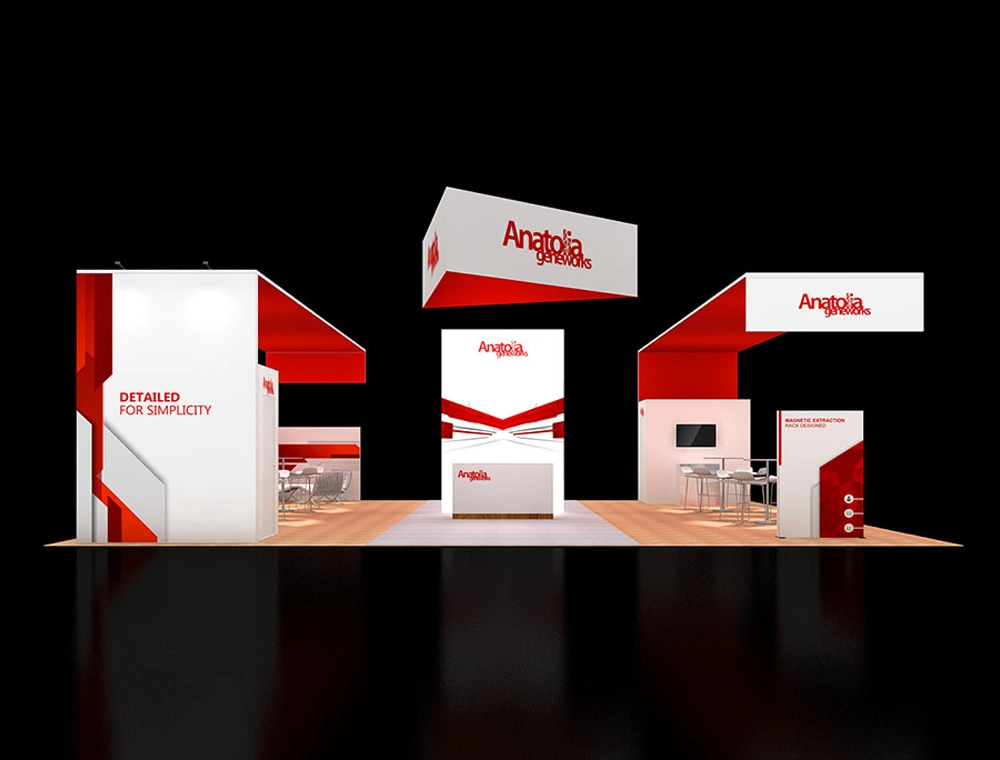 Anatolia
geneworks
Anatolia
geneworks
Anatolia
geneworks
DETAILED
FOR SIMPLICITY
MAGNETIC EXTRACTION
RACK DESIGNED
Anatolia
geneworks